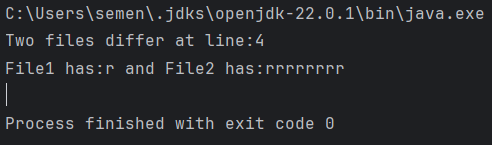 C:\Users\semen\.jdks\openjdk-22.0.1\bin\java.exe
Two files differ at line:4
File1 has:r and File2 has:rrrrrrrr
Process finished with exit code 0